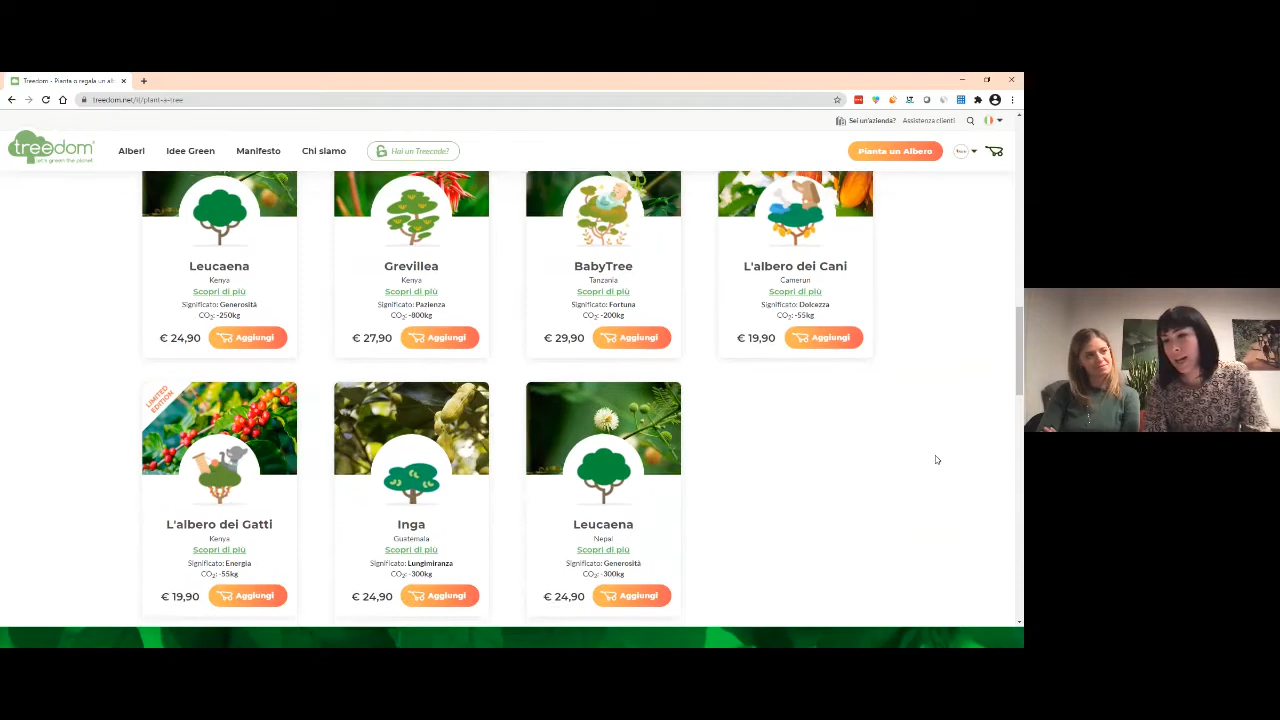 Treedom - Pianta o regala un al
treedom.net/it/plant-a-tree
Sei un'azienda? Assistenza clienti
treedom
let's green the planet
Alberi Idee Green Manifesto Chi siamo Hai un Treecode? Pianta un Albero
Leucaena
Kenya
Scopri di più
Significato: Generosità
CO2: -250kg
€ 24,90 Aggiungi
Grevillea
Kenya
Scopri di più
Significato: Pazienza
CO2: -800kg
€ 27,90 Aggiungi
BabyTree
Tanzania
Scopri di più
Significato: Fortuna
CO2: -200kg
€ 29,90 Aggiungi
L'albero dei Cani
Camerun
Scopri di più
Significato: Dolcezza
CO2: -55kg
€ 19,90 Aggiungi
LIMITED
EDITION
L'albero dei Gatti
Kenya
Scopri di più
Significato: Energia
CO2: -55kg
€ 19,90 Aggiungi
Inga
Guatemala
Scopri di più
Significato: Lungimiranza
CO2: -300kg
€ 24,90 Aggiungi
Leucaena
Nepal
Scopri di più
Significato: Generosità
CO2: -300kg
€ 24,90 Aggiungi